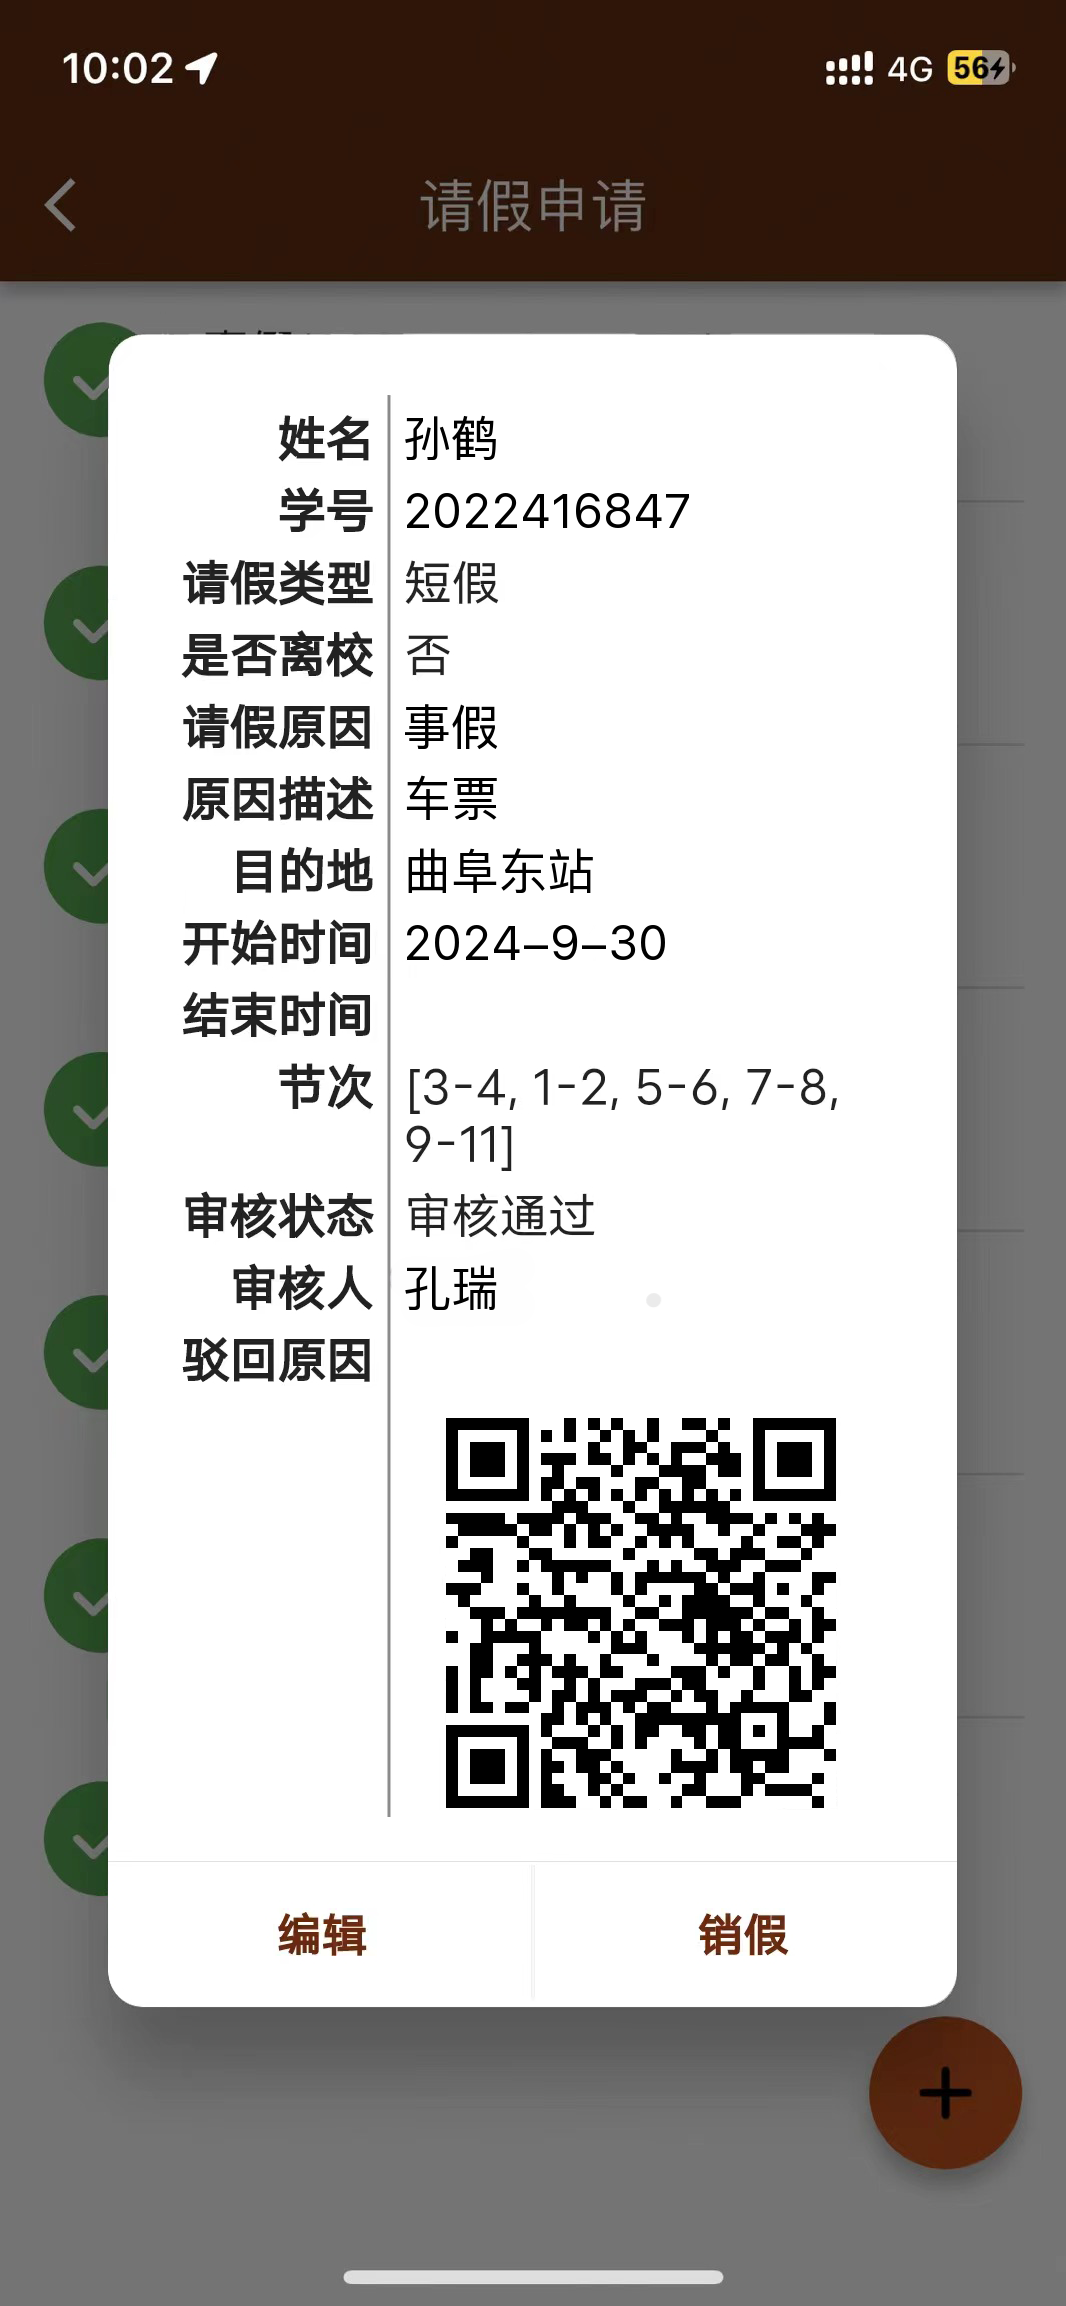 10:02
4G 56
请假申请
姓名 孙鹤
学号 2022416847
请假类型 短假
是否离校 否
请假原因 事假
原因描述 车票
目的地 曲阜东站
开始时间 2024-9-30
结束时间
节次 [3-4, 1-2, 5-6, 7-8,
9-11]
审核状态 审核通过
审核人 孔瑞
驳回原因
编辑 销假